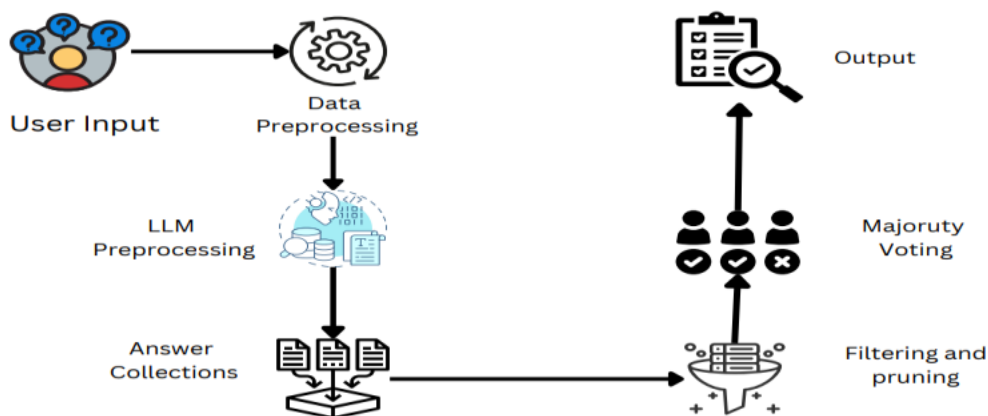 User Input
Data
Preprocessing
LLM
Preprocessing
Answer
Collections
Filtering and
pruning
Majoruty
Voting
Output